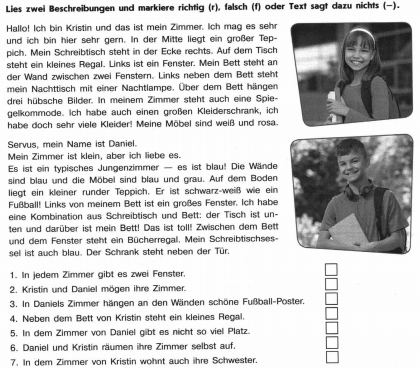 Lies zwei Beschreibungen und markiere richtig (r), falsch (f) oder Text sagt dazu nichts (–).
Hallo! Ich bin Kristin und das ist mein Zimmer. Ich mag es sehr
und ich bin hier sehr gern. In der Mitte liegt ein großer Tep-
pich. Mein Schreibtisch steht in der Ecke rechts. Auf dem Tisch
steht ein kleines Regal. Links ist ein Fenster. Mein Bett steht an
der Wand zwischen zwei Fenstern. Links neben dem Bett steht
mein Nachttisch mit einer Nachtlampe. Über dem Bett hängen
drei hübsche Bilder. In meinem Zimmer steht auch eine Spie-
gelkommode. Ich habe auch einen großen Kleiderschrank, ich
habe doch sehr viele Kleider! Meine Möbel sind weiß und rosa.
Servus, mein Name ist Daniel.
Mein Zimmer ist klein, aber ich liebe es.
Es ist ein typisches Jungenzimmer — es ist blau! Die Wände
sind blau und die Möbel sind blau und grau. Auf dem Boden
liegt ein kleiner runder Teppich. Er ist schwarz-weiß wie ein
Fußball! Links von meinem Bett ist ein großes Fenster. Ich habe
eine Kombination aus Schreibtisch und Bett: der Tisch ist un-
ten und darüber ist mein Bett! Das ist toll! Zwischen dem Bett
und dem Fenster steht ein Bücherregal. Mein Schreibtischses-
sel ist auch blau. Der Schrank steht neben der Tür.
1. In jedem Zimmer gibt es zwei Fenster.
2. Kristin und Daniel mögen ihre Zimmer.
3. In Daniels Zimmer hängen an den Wänden schöne Fußball-Poster.
4. Neben dem Bett von Kristin steht ein kleines Regal.
5. In dem Zimmer von Daniel gibt es nicht so viel Platz.
6. Daniel und Kristin räumen ihre Zimmer selbst auf.
7. In dem Zimmer von Kristin wohnt auch ihre Schwester.